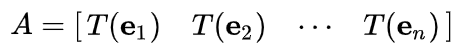 A = [ T(e₁) T(e₂) ⋯ T(eₙ) ]